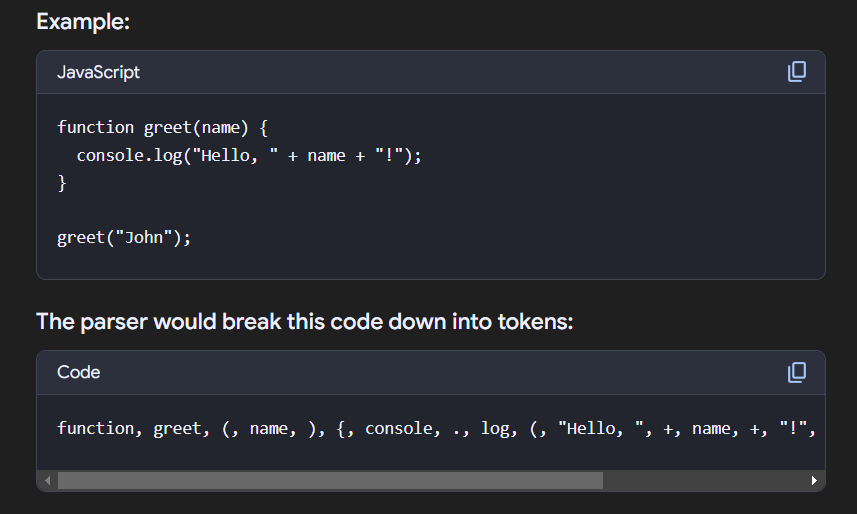 Example:
JavaScript
function greet(name) {
  console.log("Hello, " + name + "!");
}
greet("John");
The parser would break this code down into tokens:
Code
function, greet, (, name, ), {, console, ., log, (, "Hello, ", +, name, +, "!",